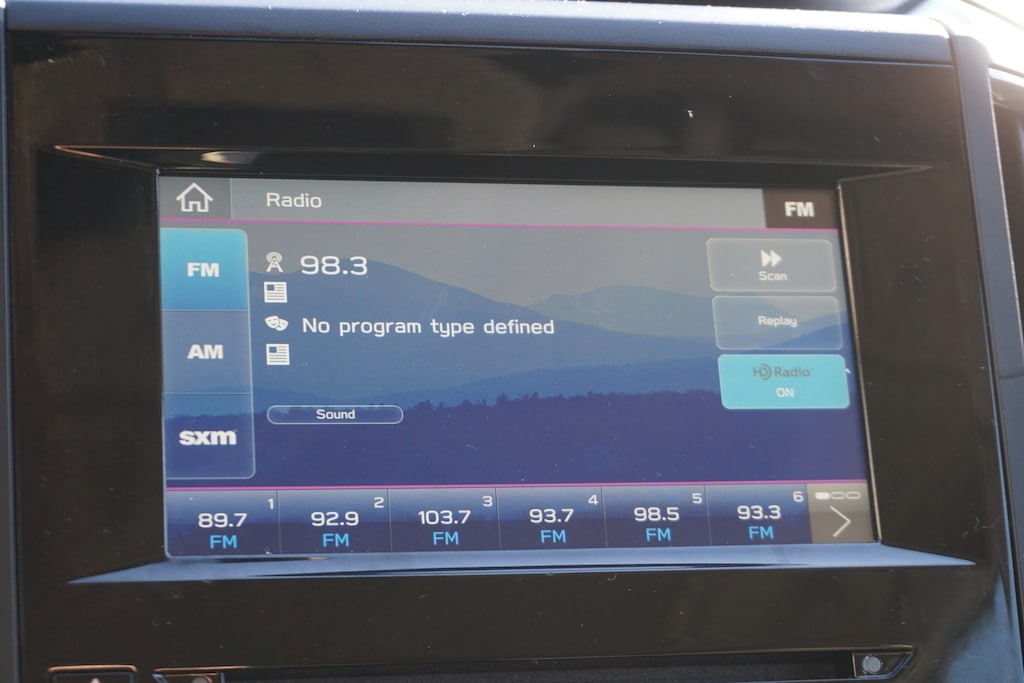 Radio
FM
FM
98.3
Scan
No program type defined
Replay
AM
HD Radio
ON
Sound
sxm
1 2 3 4 5 6
89.7 92.9 103.7 93.7 98.5 93.3
FM FM FM FM FM FM